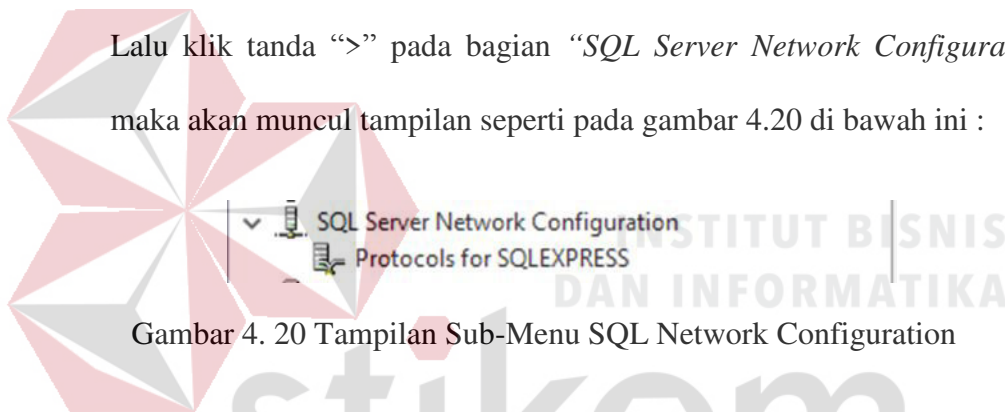 Lalu klik tanda “>” pada bagian “SQL Server Network Configura
maka akan muncul tampilan seperti pada gambar 4.20 di bawah ini :
SQL Server Network Configuration
Protocols for SQLEXPRESS
INSTITUT BISNIS
DAN INFORMATIKA
Gambar 4. 20 Tampilan Sub-Menu SQL Network Configuration
stikom